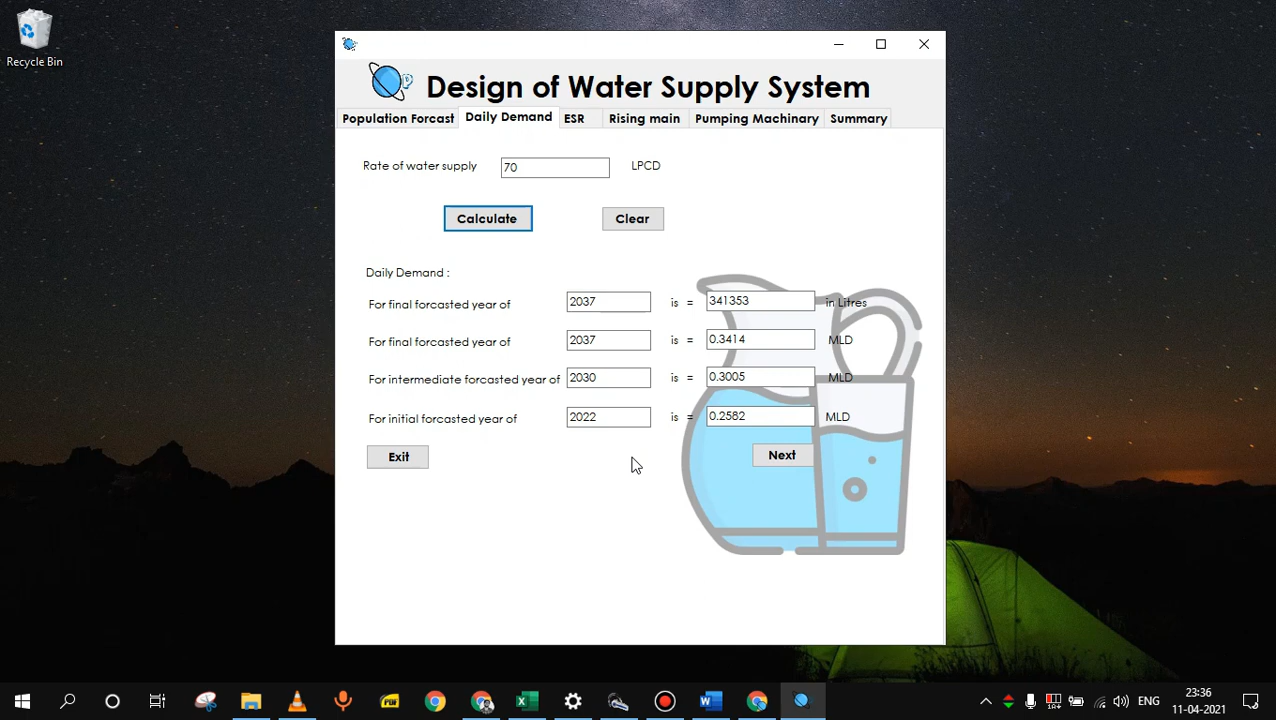 Recycle Bin
Design of Water Supply System
Population Forcast Daily Demand ESR Rising main Pumping Machinery Summary
Rate of water supply 70 LPCD
Calculate Clear
Daily Demand :
For final forcasted year of 2037 is = 341353 in Litres
For final forcasted year of 2037 is = 0.3414 MLD
For intermediate forcasted year of 2030 is = 0.3005 MLD
For initial forcasted year of 2022 is = 0.2582 MLD
Exit Next
ENG
23:36
11-04-2021